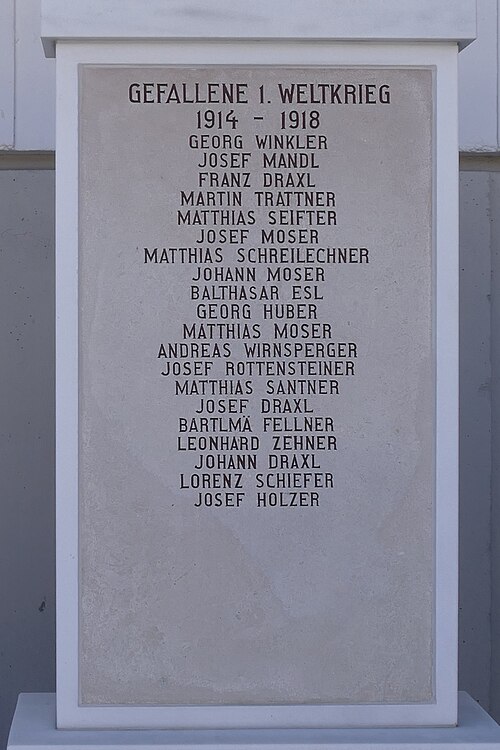 GEFALLENE 1. WELTKRIEG
1914 - 1918
GEORG WINKLER
JOSEF MANDL
FRANZ DRAXL
MARTIN TRATTNER
MATTHIAS SEIFTER
JOSEF MOSER
MATTHIAS SCHREILECHNER
JOHANN MOSER
BALTHASAR ESL
GEORG HUBER
MATTHIAS MOSER
ANDREAS WIRNSPERGER
JOSEF ROTTENSTEINER
MATTHIAS SANTNER
JOSEF DRAXL
BARTLMÄ FELLNER
LEONHARD ZEHNER
JOHANN DRAXL
LORENZ SCHIEFER
JOSEF HOLZER